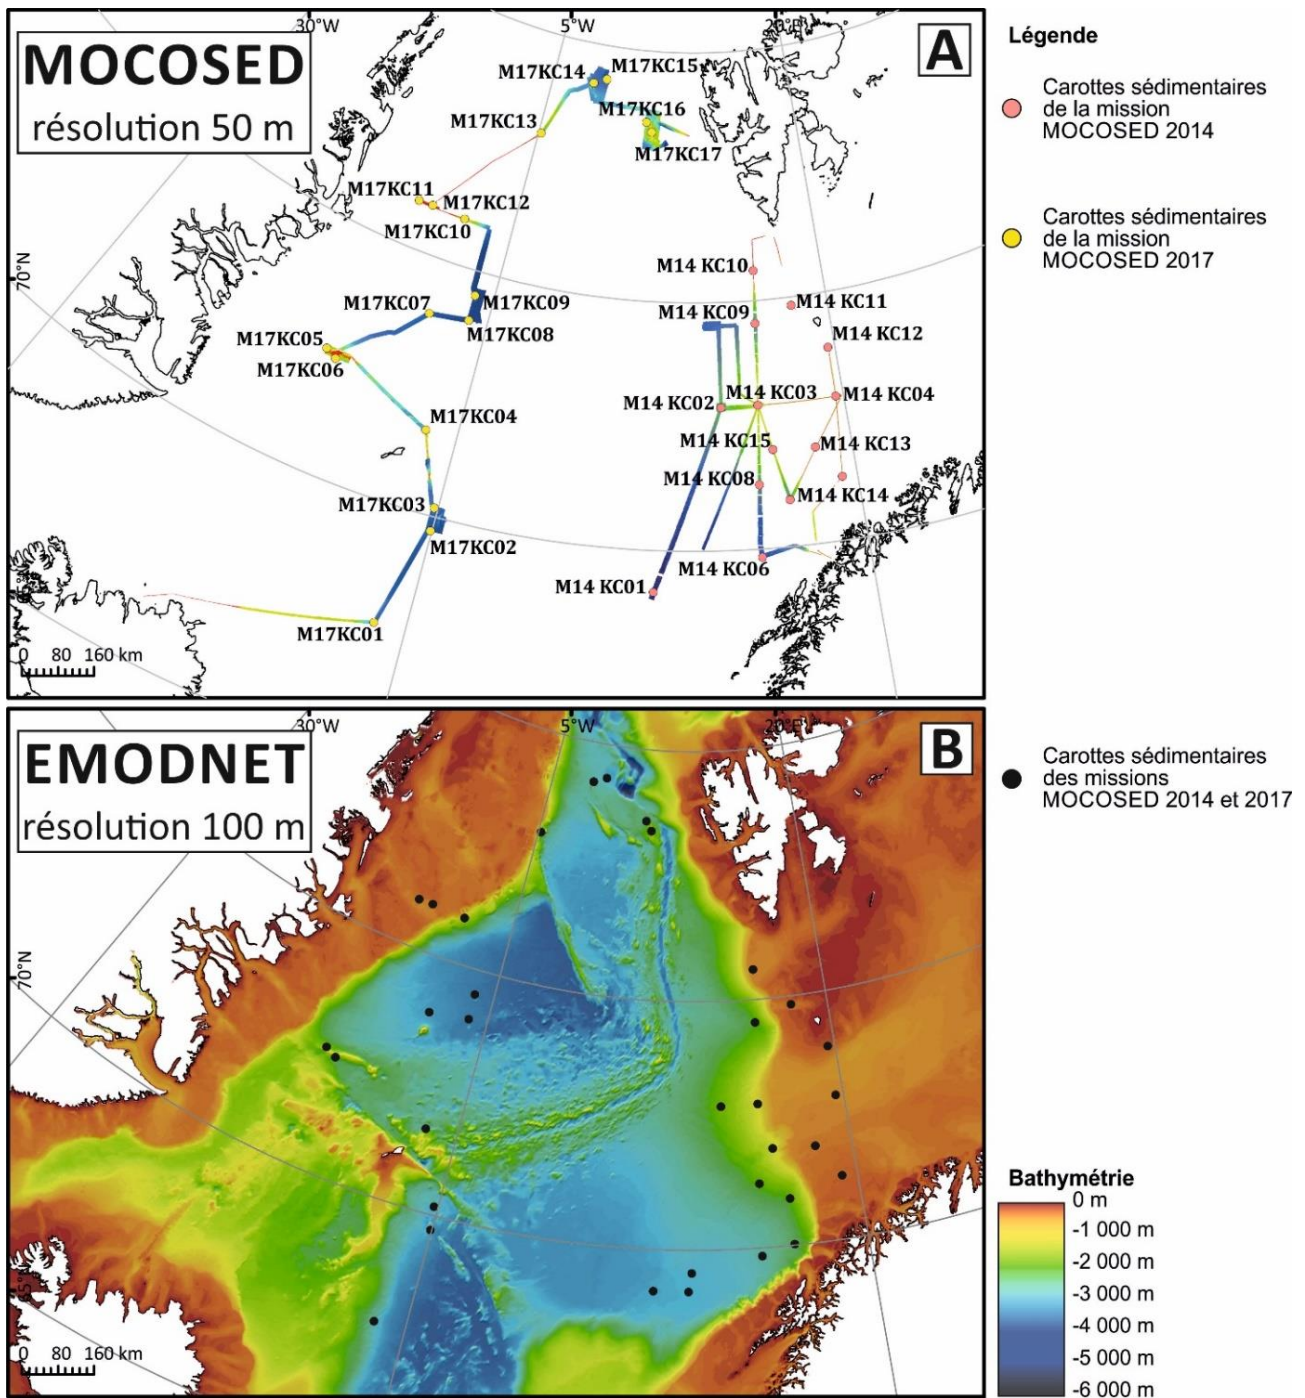 30°W
5°W
20°E
MOCOSED
résolution 50 m
A
M17KC15
M17KC14
M17KC16
M17KC13
M17KC17
M17KC11
M17KC12
M17KC10
70°N
M17KC07
M17KC09
M17KC08
M17KC05
M17KC06
M17KC04
M17KC03
M17KC02
M17KC01
M14 KC10
M14 KC11
M14 KC09
M14 KC12
M14 KC03
M14 KC02
M14 KC04
M14 KC15
M14 KC13
M14 KC08
M14 KC14
M14 KC06
M14 KC01
0 80 160 km
Légende
Carottes sédimentaires
de la mission
MOCOSED 2014
Carottes sédimentaires
de la mission
MOCOSED 2017
30°W
5°W
20°E
EMODNET
résolution 100 m
B
70°N
65°N
0 80 160 km
Carottes sédimentaires
des missions
MOCOSED 2014 et 2017
Bathymétrie
0 m
-1 000 m
-2 000 m
-3 000 m
-4 000 m
-5 000 m
-6 000 m